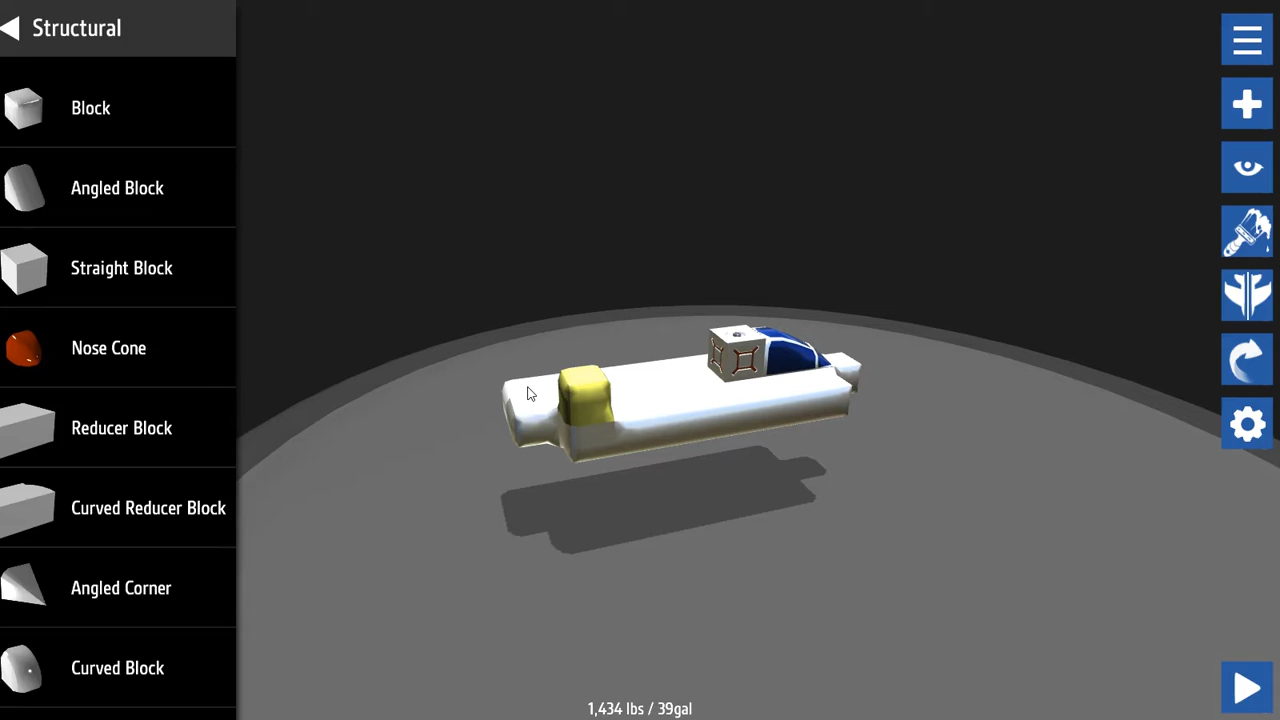 Structural
Block
Angled Block
Straight Block
Nose Cone
Reducer Block
Curved Reducer Block
Angled Corner
Curved Block
1,434 lbs / 39gal